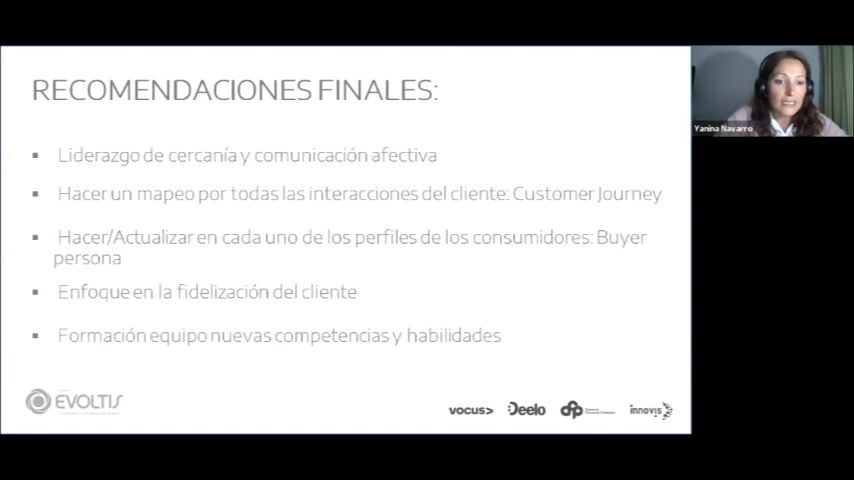 RECOMENDACIONES FINALES:
Yanina Navarro
▪ Liderazgo de cercanía y comunicación afectiva
▪ Hacer un mapeo por todas las interacciones del cliente: Customer Journey
▪ Hacer/Actualizar en cada uno de los perfiles de los consumidores: Buyer
persona
▪ Enfoque en la fidelización del cliente
▪ Formación equipo nuevas competencias y habilidades
EVOLTIS
vocus> Deelo dfp innovis